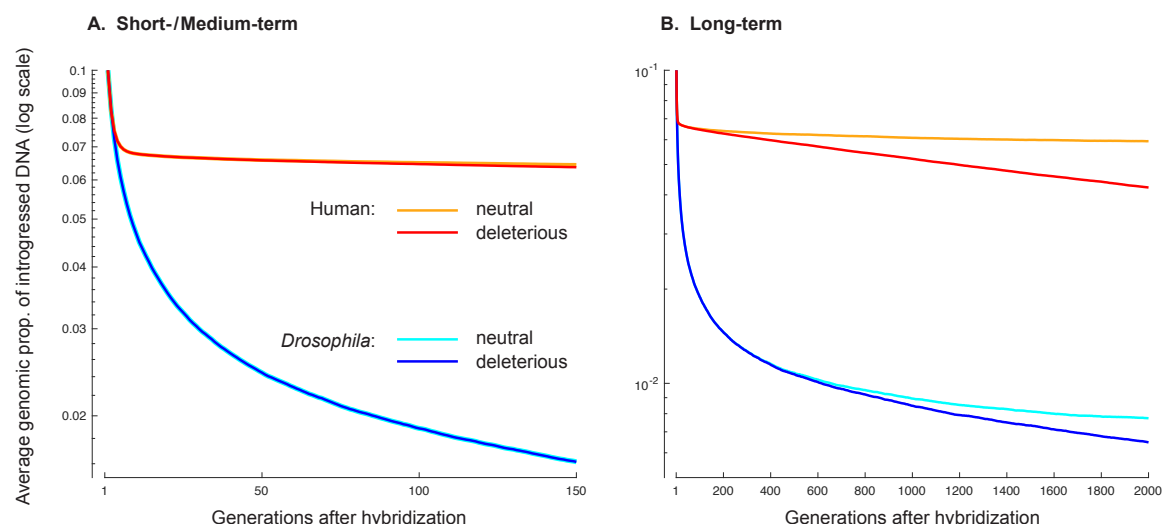 A. Short-/Medium-term
Average genomic prop. of introgressed DNA (log scale)
0.1
0.09
0.08
0.07
0.06
0.05
0.04
0.03
0.02
Human:
neutral
deleterious
Drosophila:
neutral
deleterious
1
50
100
150
Generations after hybridization
B. Long-term
10-1
10-2
1 200 400 600 800 1000 1200 1400 1600 1800 2000
Generations after hybridization